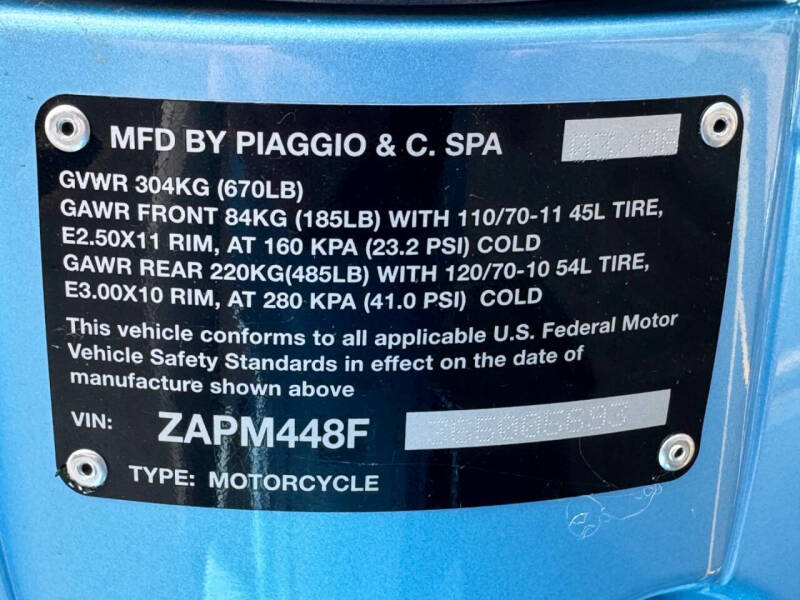 MFD BY PIAGGIO & C. SPA 03/06
GVWR 304KG (670LB)
GAWR FRONT 84KG (185LB) WITH 110/70-11 45L TIRE,
E2.50X11 RIM, AT 160 KPA (23.2 PSI) COLD
GAWR REAR 220KG(485LB) WITH 120/70-10 54L TIRE,
E3.00X10 RIM, AT 280 KPA (41.0 PSI) COLD
This vehicle conforms to all applicable U.S. Federal Motor
Vehicle Safety Standards in effect on the date of
manufacture shown above
VIN: ZAPM448F 365006693
TYPE: MOTORCYCLE